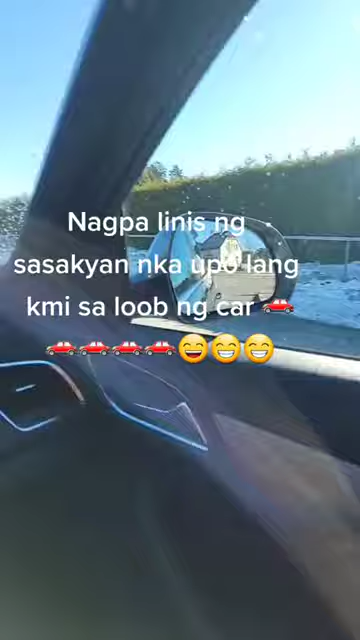 Nagpa linis ng
sasakyan nka upo lang
kmi sa loob ng car 🚗
🚗🚗🚗🚗😄😁😁